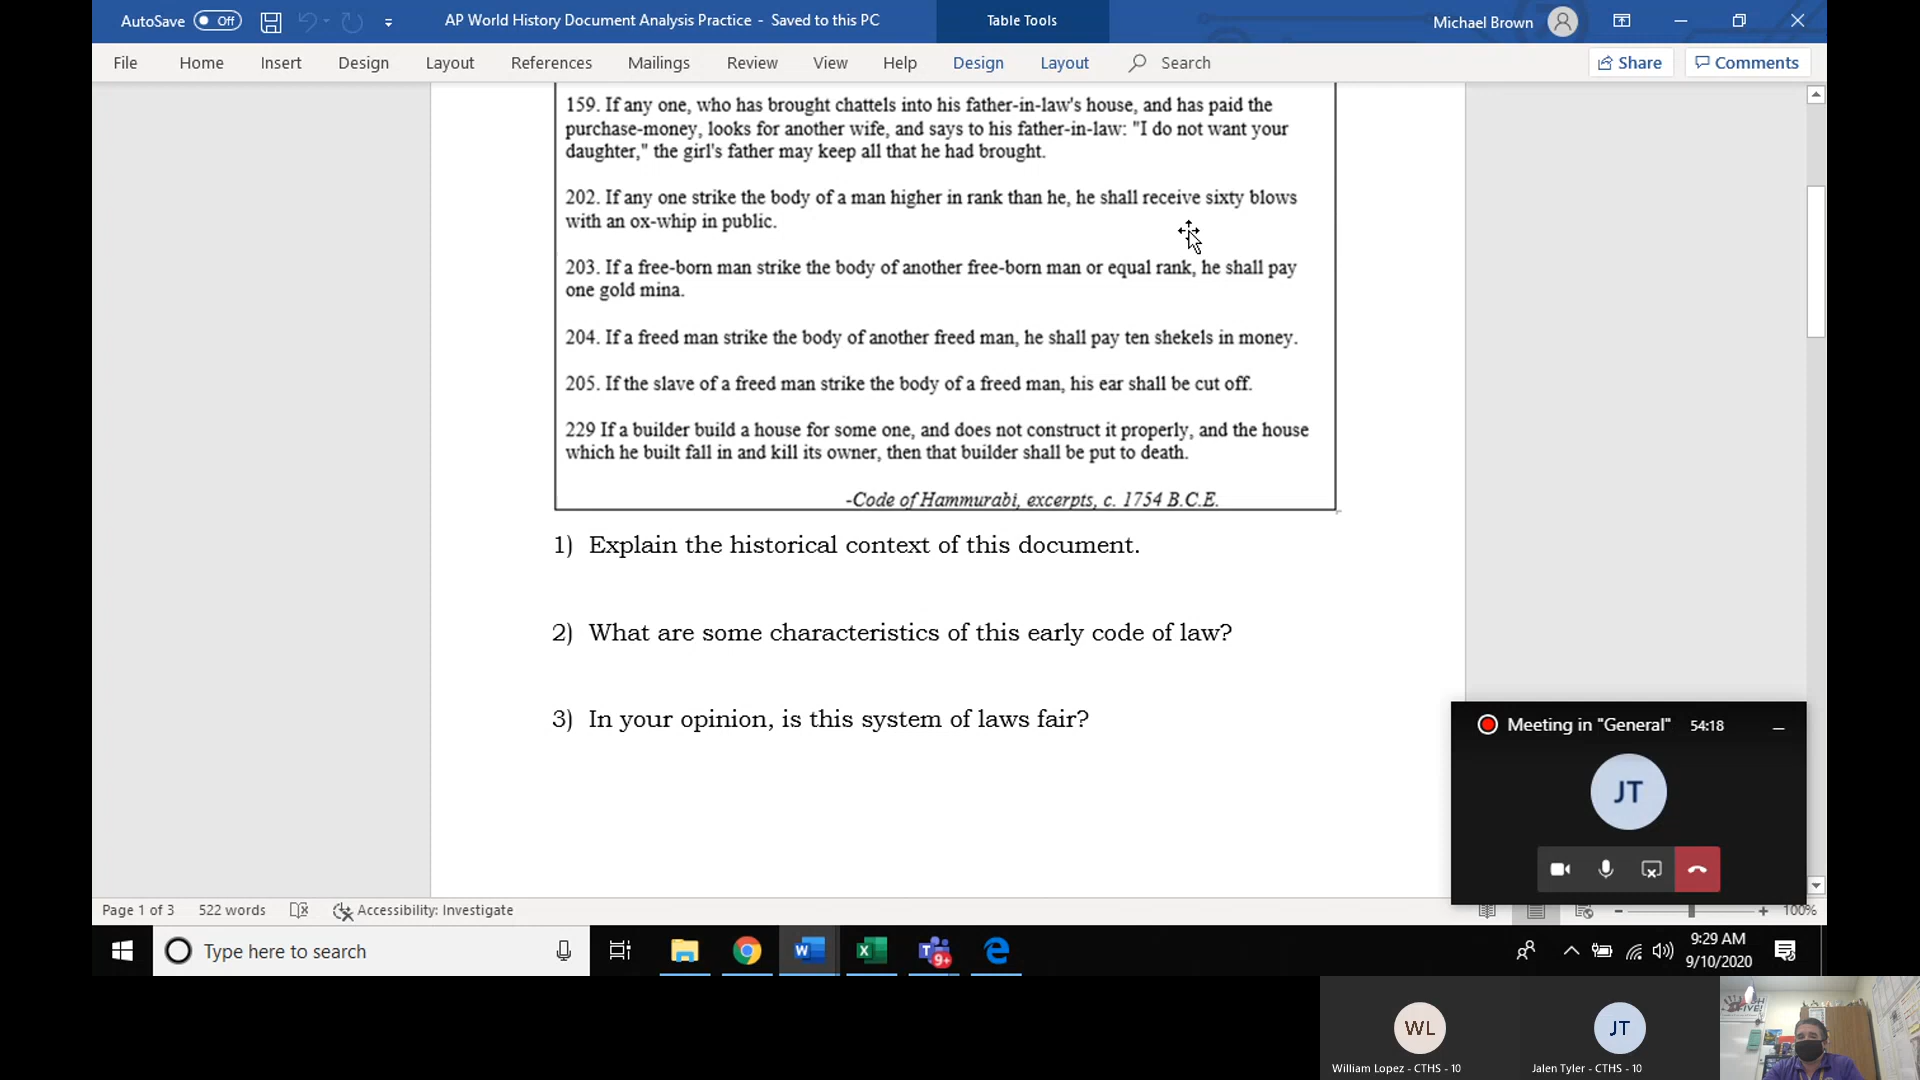 AutoSave Off AP World History Document Analysis Practice - Saved to this PC Table Tools Michael Brown
File Home Insert Design Layout References Mailings Review View Help Design Layout Search Share Comments
159. If any one, who has brought chattels into his father-in-law's house, and has paid the
purchase-money, looks for another wife, and says to his father-in-law: "I do not want your
daughter," the girl's father may keep all that he had brought.
202. If any one strike the body of a man higher in rank than he, he shall receive sixty blows
with an ox-whip in public.
203. If a free-born man strike the body of another free-born man or equal rank, he shall pay
one gold mina.
204. If a freed man strike the body of another freed man, he shall pay ten shekels in money.
205. If the slave of a freed man strike the body of a freed man, his ear shall be cut off.
229 If a builder build a house for some one, and does not construct it properly, and the house
which he built fall in and kill its owner, then that builder shall be put to death.
-Code of Hammurabi, excerpts, c. 1754 B.C.E.
1) Explain the historical context of this document.
2) What are some characteristics of this early code of law?
3) In your opinion, is this system of laws fair?
Meeting in "General" 54:18
JT
Page 1 of 3 522 words Accessibility: Investigate 100%
Type here to search
9+
9:29 AM
9/10/2020
WL JT
William Lopez - CTHS - 10 Jalen Tyler - CTHS - 10